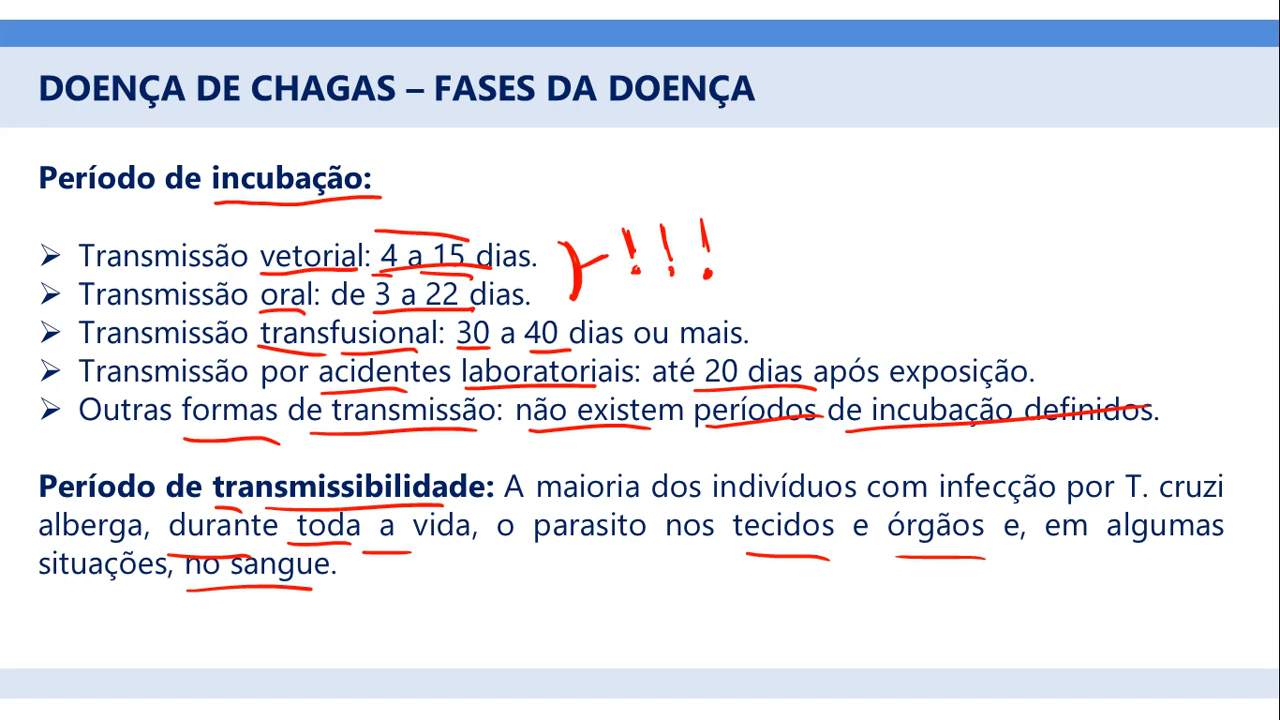 DOENÇA DE CHAGAS – FASES DA DOENÇA
Período de incubação:
➢ Transmissão vetorial: 4 a 15 dias.
➢ Transmissão oral: de 3 a 22 dias.
➢ Transmissão transfusional: 30 a 40 dias ou mais.
➢ Transmissão por acidentes laboratoriais: até 20 dias após exposição.
➢ Outras formas de transmissão: não existem períodos de incubação definidos.
!!!
Período de transmissibilidade: A maioria dos indivíduos com infecção por T. cruzi
alberga, durante toda a vida, o parasito nos tecidos e órgãos e, em algumas
situações, no sangue.